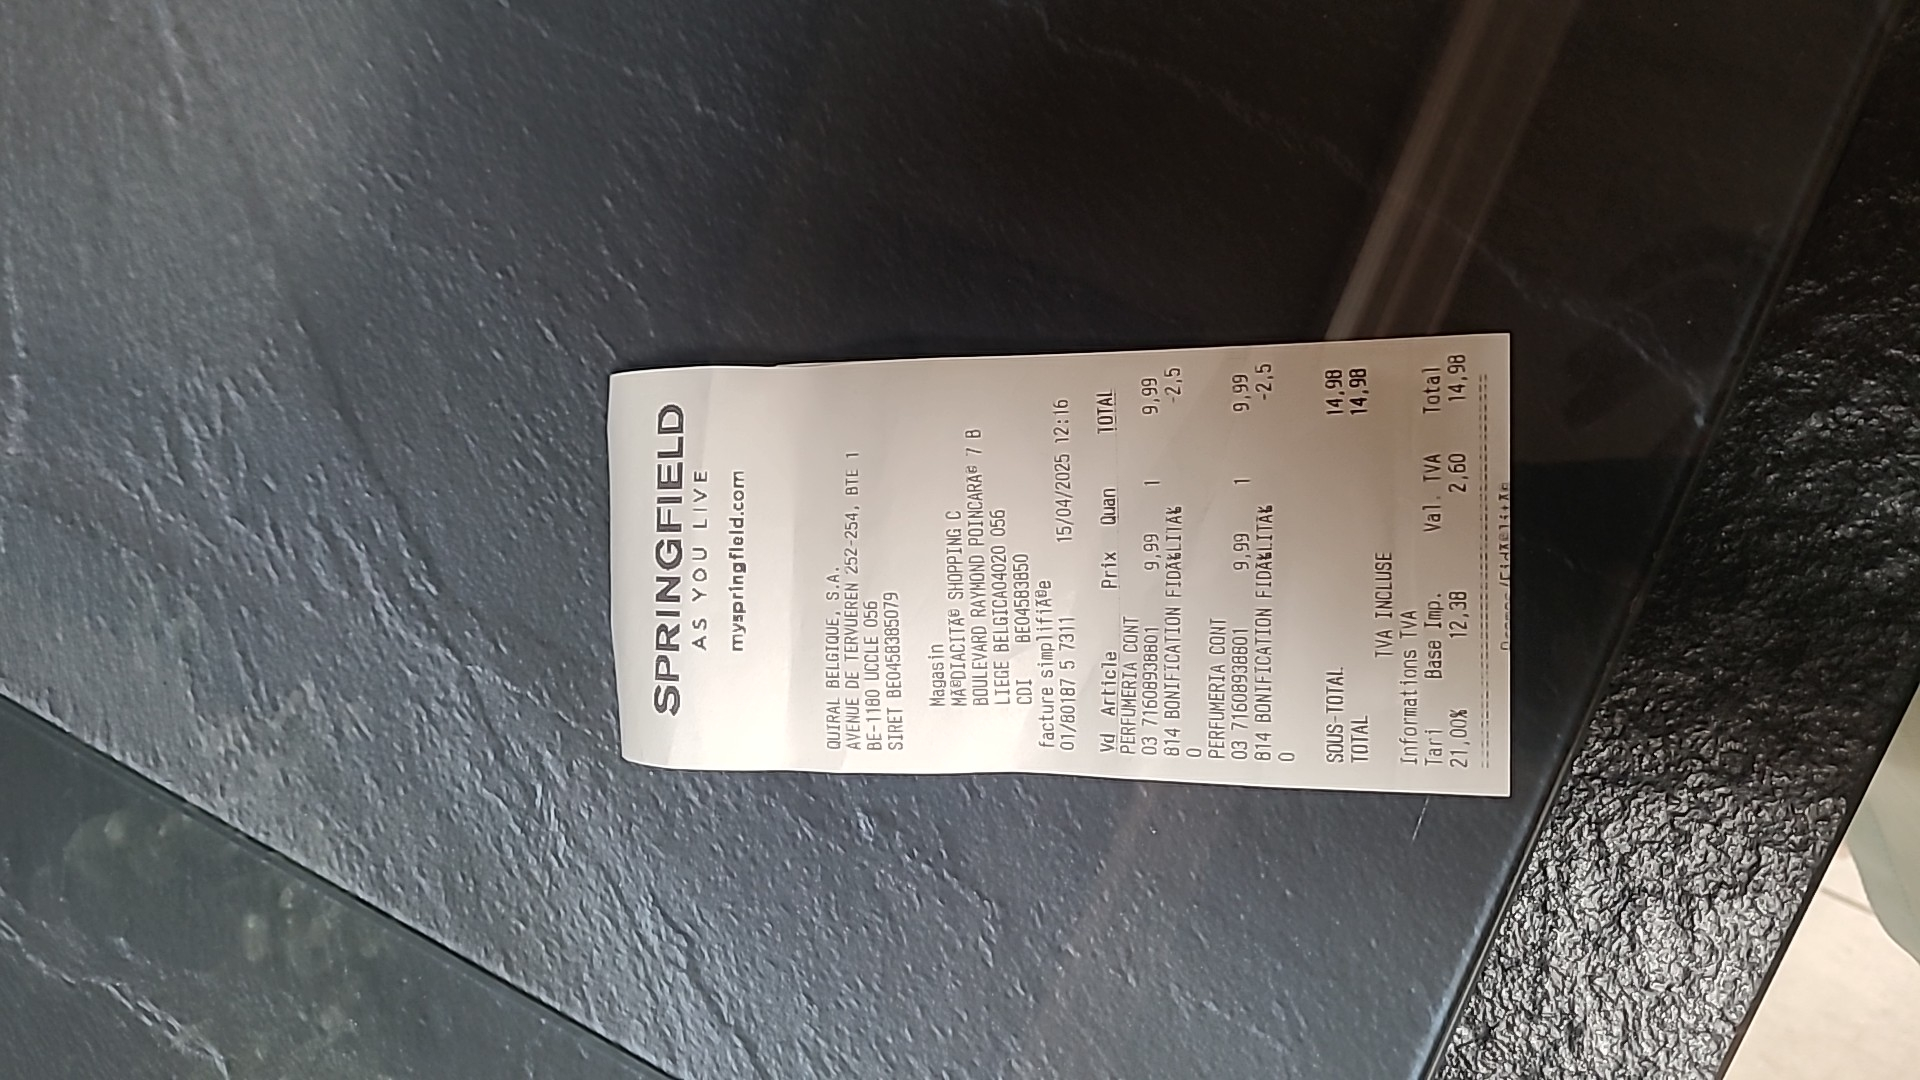 SPRINGFIELD
AS YOU LIVE
myspringfield.com
QUIRAL BELGIQUE, S.A.
AVENUE DE TERVUEREN 252-254, BTE 1
BE-1180 UCCLE 056
SIRET BE0458385079
Magasin
MÃ©DIACITÃ© SHOPPING C
BOULEVARD RAYMOND POINCARÃ© 7 B
LIEGE BELGICA04020 056
CDI BE04583850
facture simplifiÃ©e
01/80187 5 7311 15/04/2025 12:16
Vd Article Prix Quan TOTAL
PERFUMERIA CONT
03 71608938801 9,99 1 9,99
814 BONIFICATION FIDÃ‰LITÃ‰ -2,5
0
PERFUMERIA CONT
03 71608938801 9,99 1 9,99
814 BONIFICATION FIDÃ‰LITÃ‰ -2,5
0
SOUS-TOTAL 14,98
TOTAL 14,98
TVA INCLUSE
Informations TVA
Tari Base Imp. Val. TVA Total
21,00% 12,38 2,60 14,98